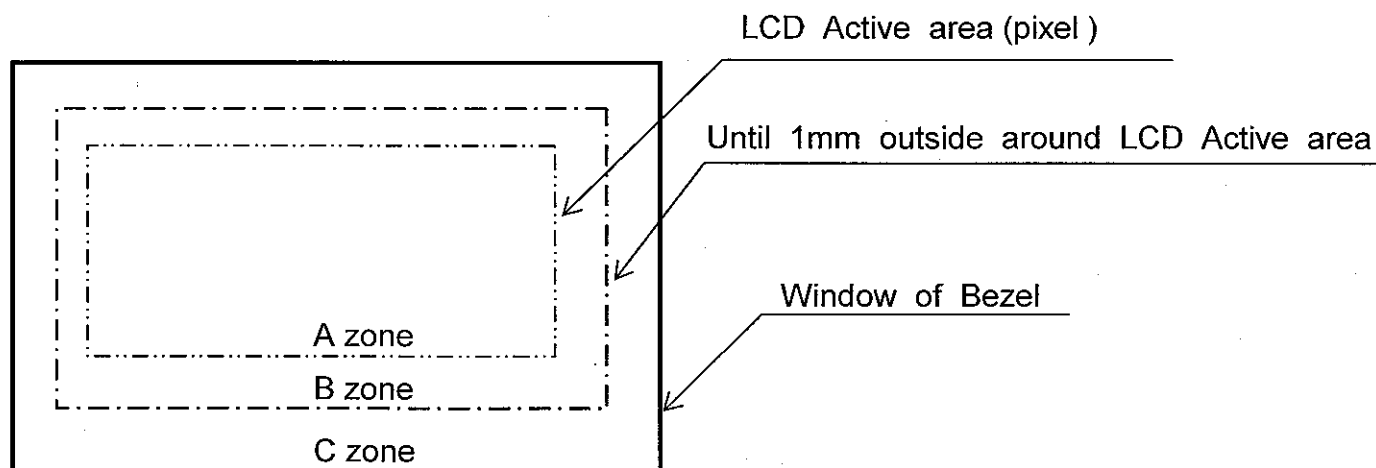 LCD Active area (pixel)
Until 1mm outside around LCD Active area
Window of Bezel
A zone
B zone
C zone